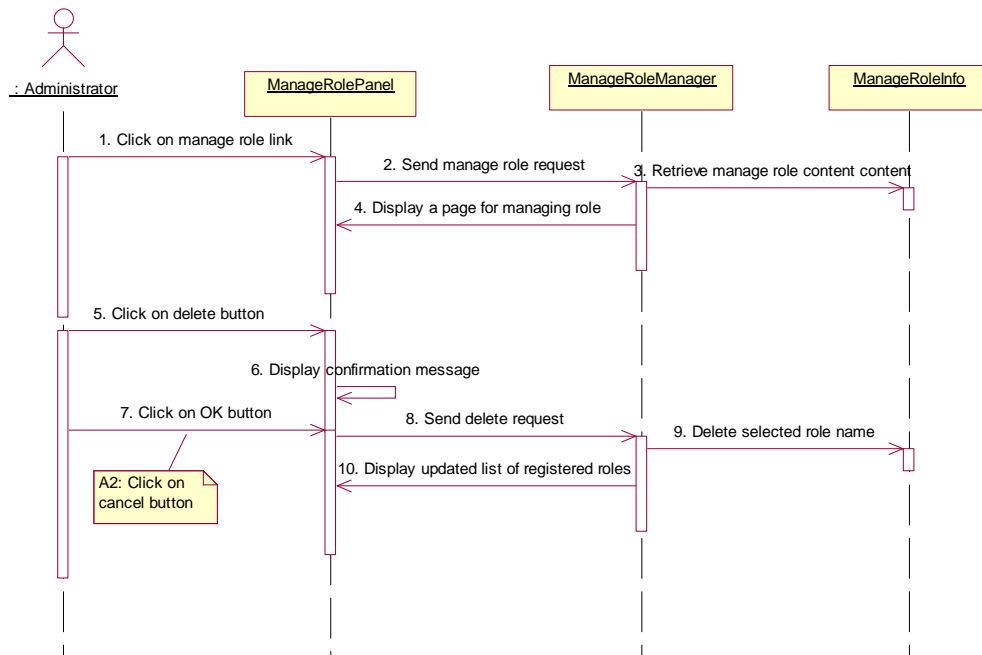 : Administrator
ManageRolePanel
ManageRoleManager
ManageRoleInfo
1. Click on manage role link
2. Send manage role request
3. Retrieve manage role content content
4. Display a page for managing role
5. Click on delete button
6. Display confirmation message
7. Click on OK button
8. Send delete request
9. Delete selected role name
10. Display updated list of registered roles
A2: Click on
cancel button